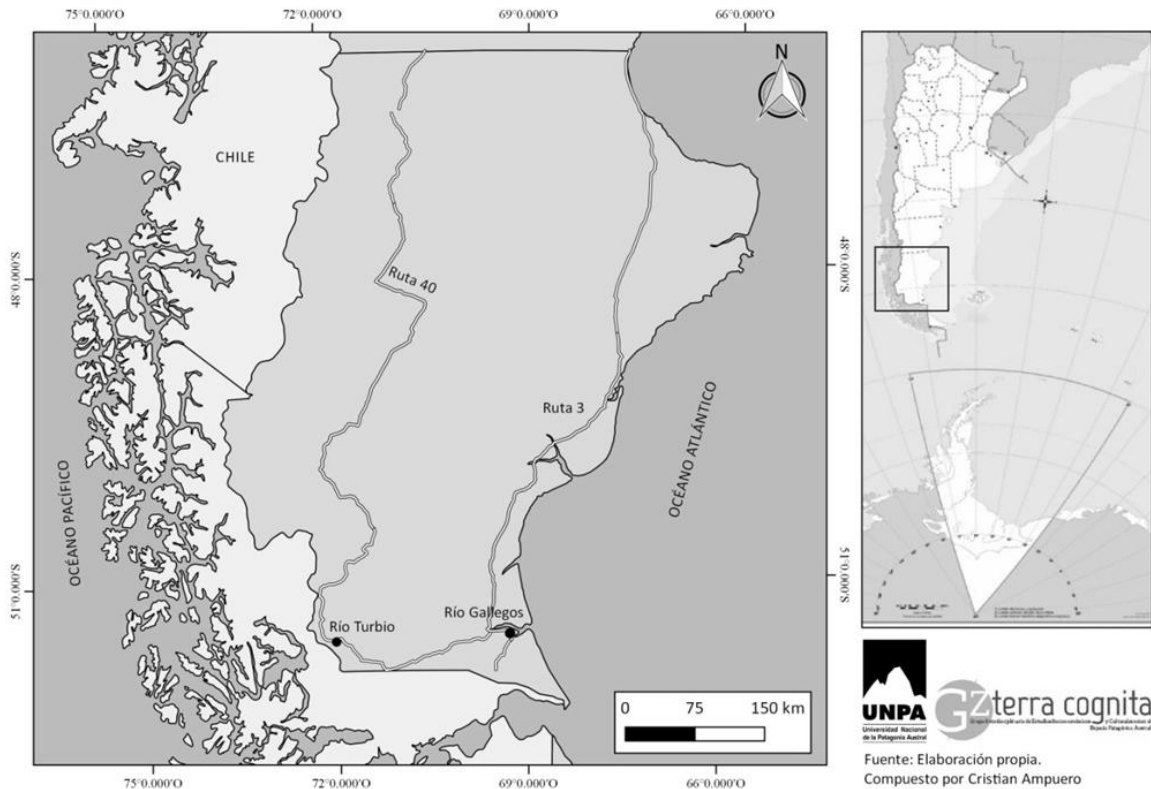 75°0.000'O
72°0.000'O
69°0.000'O
66°0.000'O
N
CHILE
Ruta 40
48°0.000'S
48°0.000'S
Ruta 3
OCÉANO PACÍFICO
OCÉANO ATLÁNTICO
51°0.000'S
51°0.000'S
Río Turbio
Río Gallegos
0 75 150 km
75°0.000'O
72°0.000'O
69°0.000'O
66°0.000'O
UNPA
Universidad Nacional
de la Patagonia Austral
GZ terra cognita
Fuente: Elaboración propia.
Compuesto por Cristian Ampuero